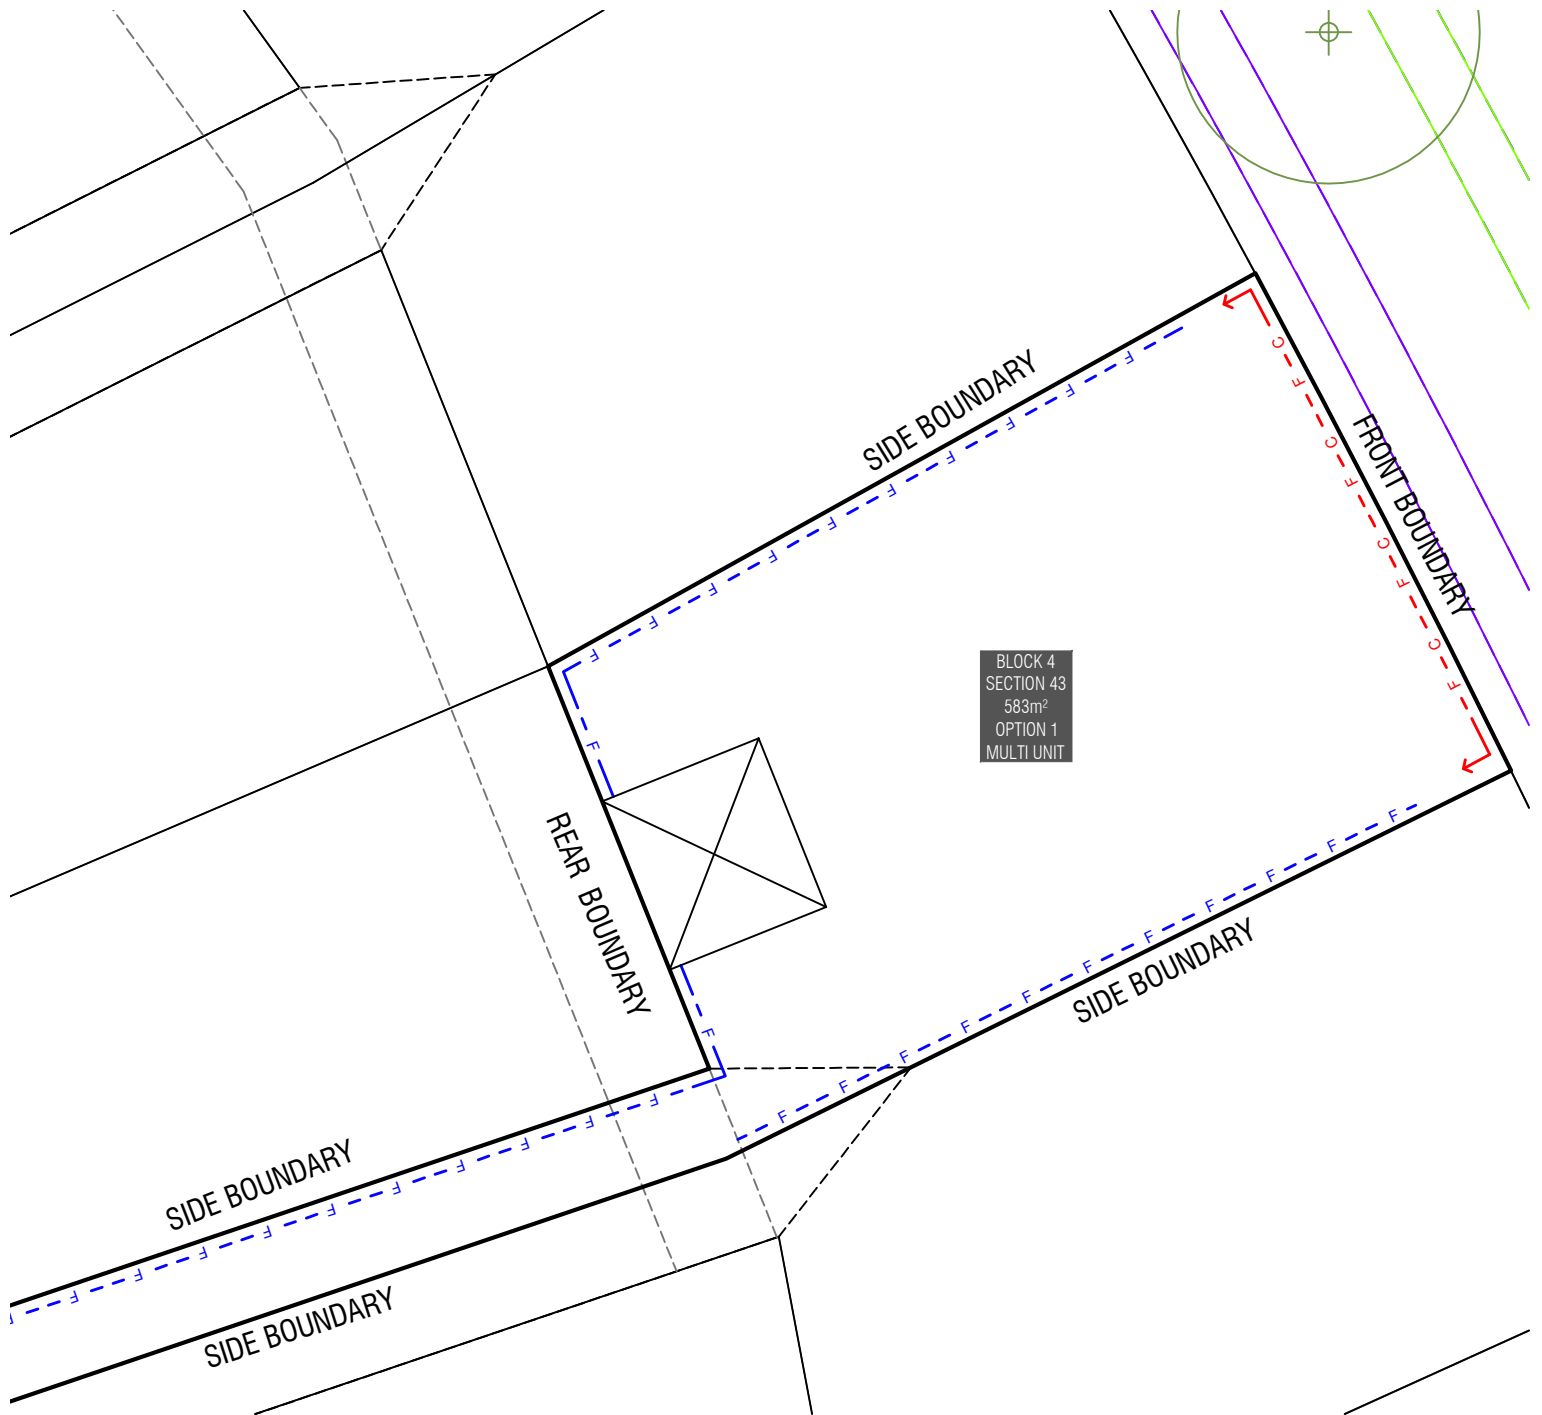 SIDE BOUNDARY
FRONT BOUNDARY
BLOCK 4
SECTION 43
583m²
OPTION 1
MULTI UNIT
REAR BOUNDARY
SIDE BOUNDARY
SIDE BOUNDARY
SIDE BOUNDARY
F F F F F F F F F F
C F C F C F C F
F
F
F F F F F F F F F F F
F F F F F F F F F F F